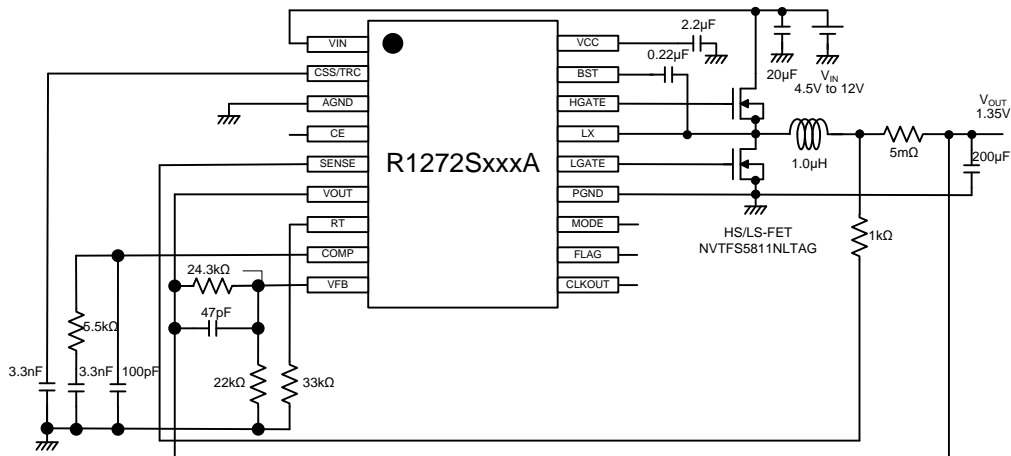 2.2µF
VIN
VCC
0.22µF
CSS/TRC
BST
20µF
VIN
4.5V to 12V
AGND
HGATE
VOUT
1.35V
CE
LX
SENSE
R1272SxxxA
LGATE
1.0µH
5mΩ
200µF
VOUT
PGND
RT
MODE
HS/LS-FET
NVTFS5811NLTAG
1kΩ
COMP
FLAG
24.3kΩ
VFB
CLKOUT
47pF
5.5kΩ
3.3nF
3.3nF
100pF
22kΩ
33kΩ